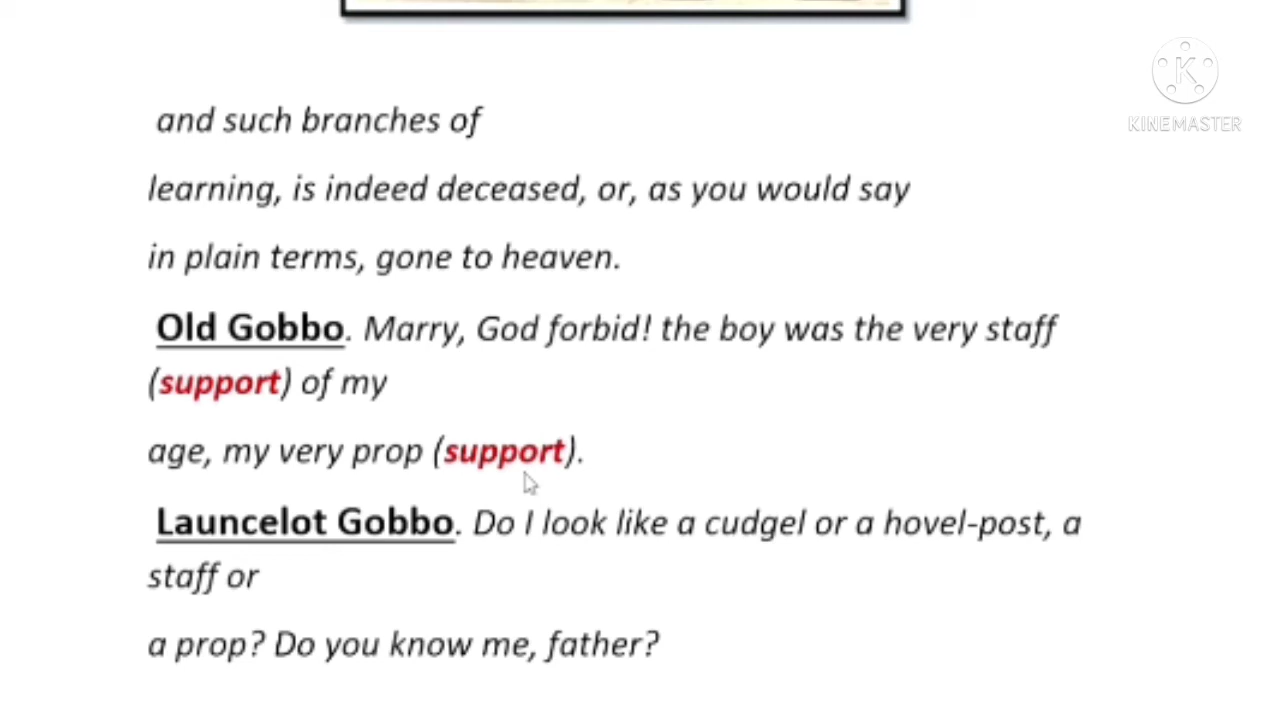 KINEMASTER
and such branches of
learning, is indeed deceased, or, as you would say
in plain terms, gone to heaven.
Old Gobbo. Marry, God forbid! the boy was the very staff
(support) of my
age, my very prop (support).
Launcelot Gobbo. Do I look like a cudgel or a hovel-post, a
staff or
a prop? Do you know me, father?